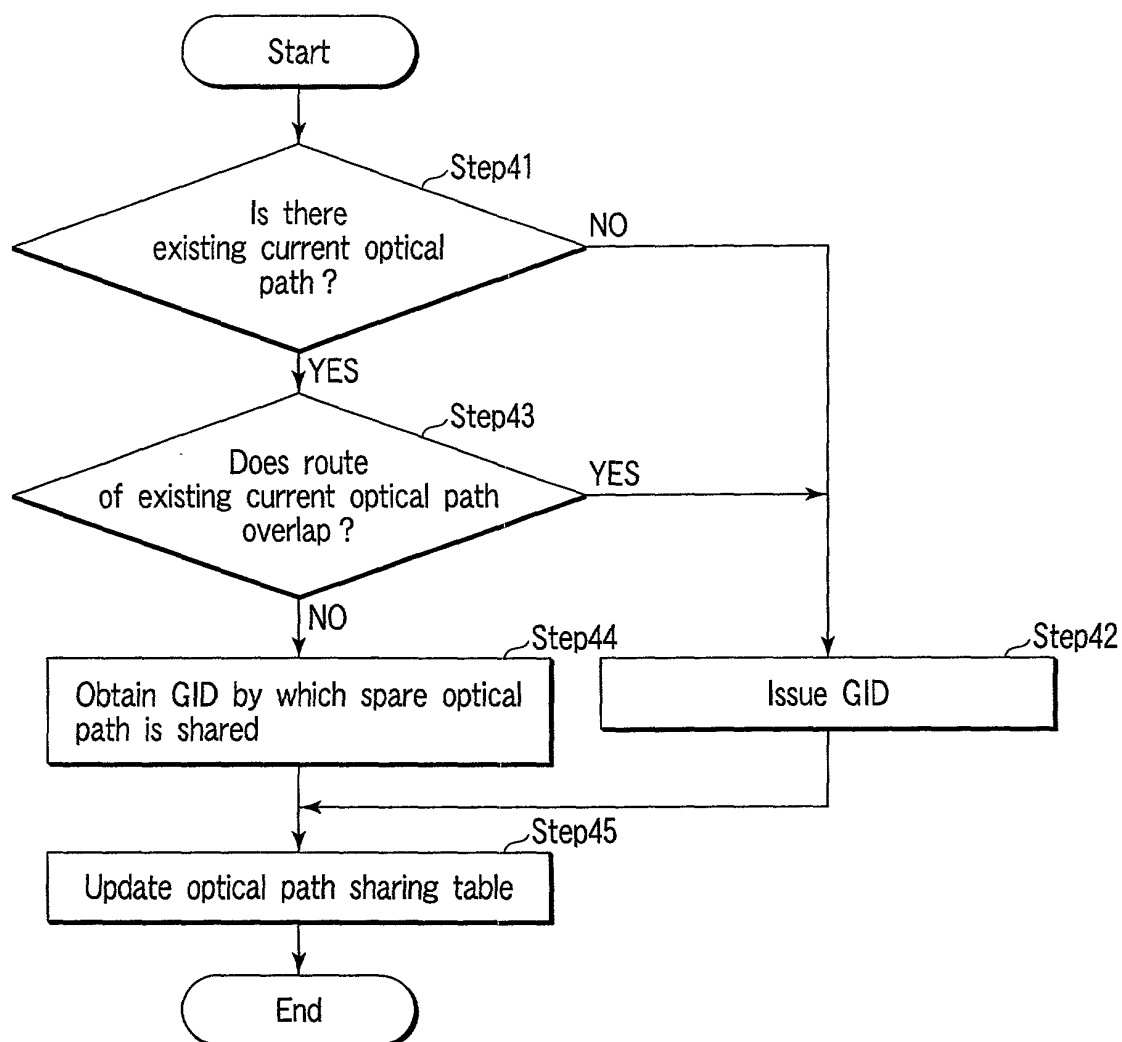 Start
Step41
Is there
existing current optical
path ?
NO
YES
Step43
Does route
of existing current optical path
overlap ?
YES
NO
Step44
Obtain GID by which spare optical
path is shared
Step42
Issue GID
Step45
Update optical path sharing table
End